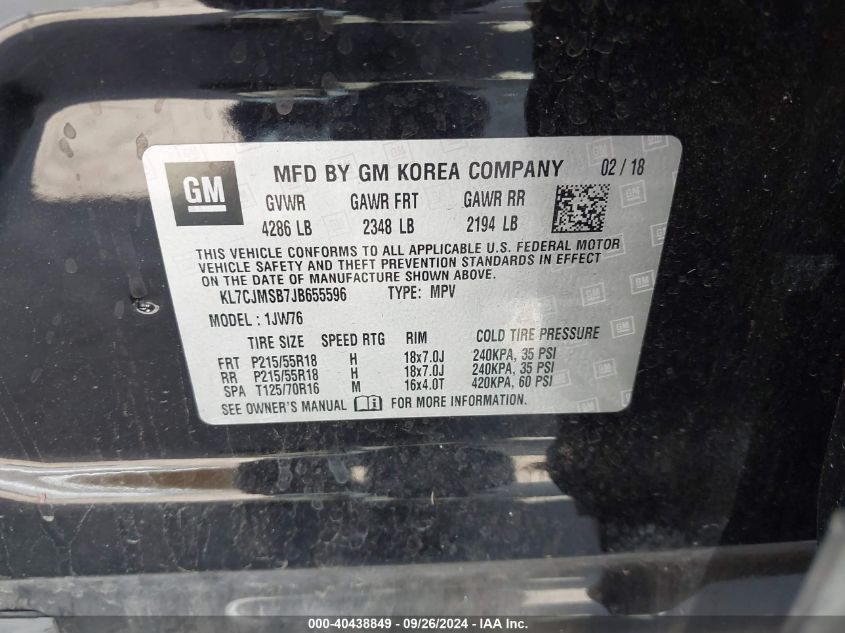 GM
MFD BY GM KOREA COMPANY 02 / 18
GVWR GAWR FRT GAWR RR
4286 LB 2348 LB 2194 LB
THIS VEHICLE CONFORMS TO ALL APPLICABLE U.S. FEDERAL MOTOR
VEHICLE SAFETY AND THEFT PREVENTION STANDARDS IN EFFECT
ON THE DATE OF MANUFACTURE SHOWN ABOVE.
KL7CJMSB7JB655596 TYPE: MPV
MODEL : 1JW76
TIRE SIZE SPEED RTG RIM COLD TIRE PRESSURE
FRT P215/55R18 H 18x7.0J 240KPA, 35 PSI
RR P215/55R18 H 18x7.0J 240KPA, 35 PSI
SPA T125/70R16 M 16x4.0T 420KPA, 60 PSI
SEE OWNER'S MANUAL FOR MORE INFORMATION.
000-40438849 - 09/26/2024 - IAA Inc.